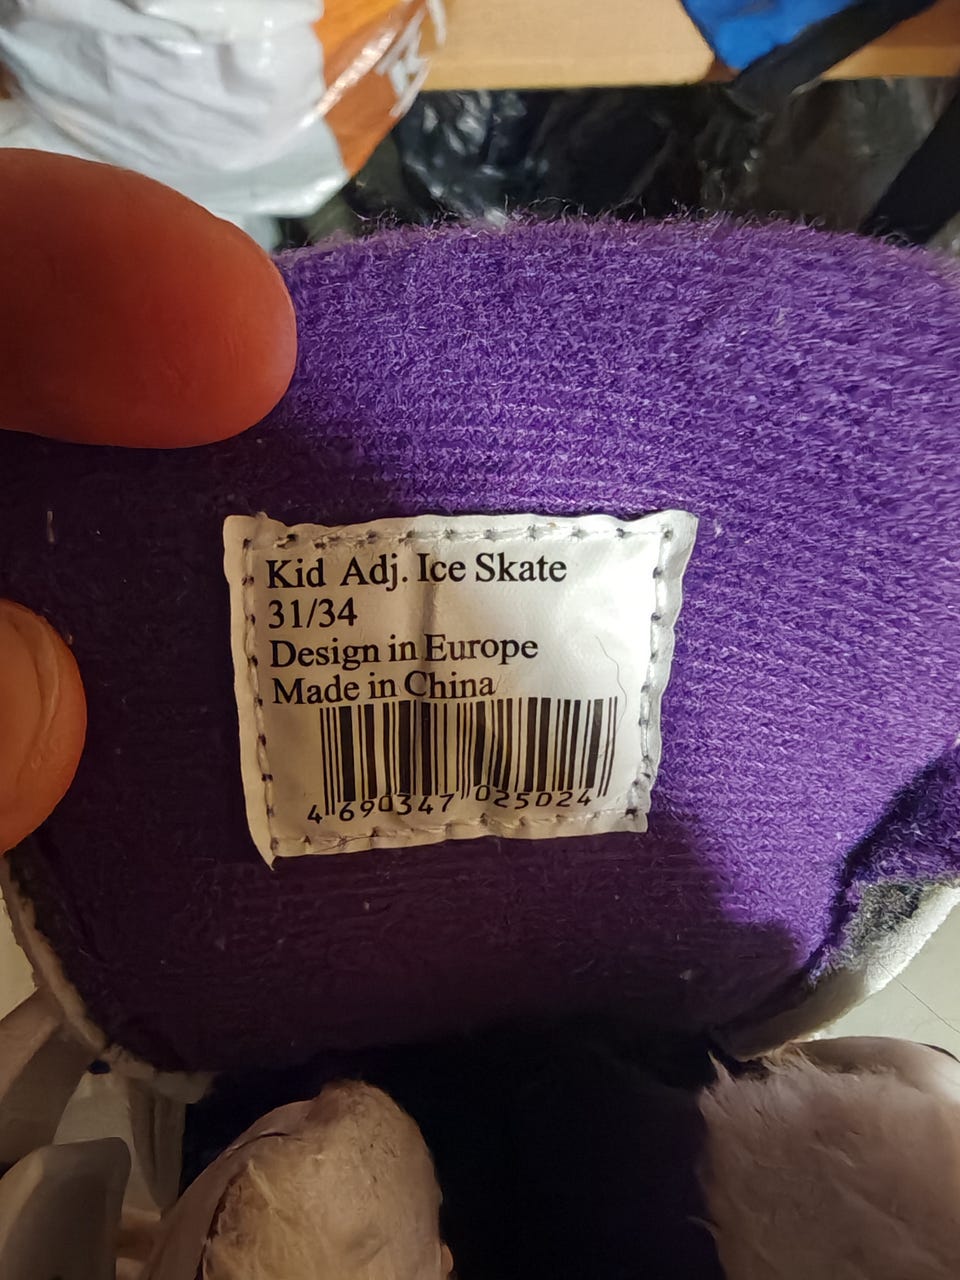 Kid Adj. Ice Skate
31/34
Design in Europe
Made in China
4 690347 025024